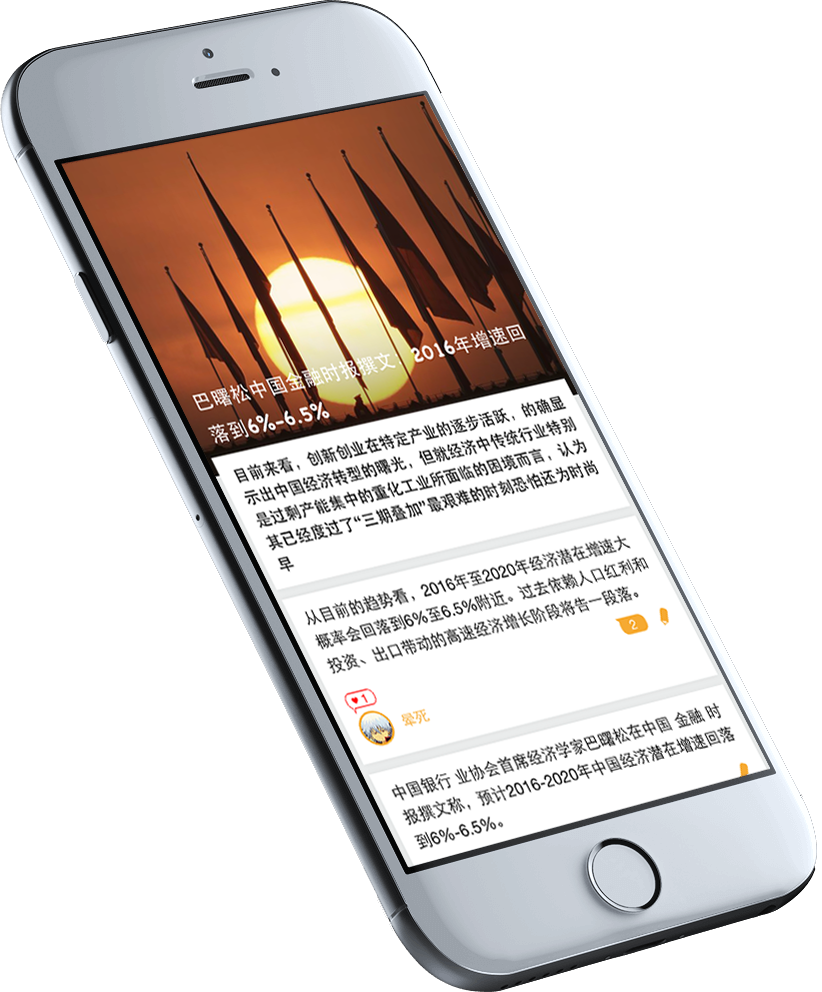 巴曙松中国金融时报撰文，2016年增速回
落到6%-6.5%
目前来看，创新创业在特定产业的逐步活跃，的确显
示出中国经济转型的曙光，但就经济中传统行业特别
是过剩产能集中的重化工业所面临的困境而言，认为
其已经度过了“三期叠加”最艰难的时刻恐怕还为时尚
早
从目前的趋势看，2016年至2020年经济潜在增速大
概率会回落到6%至6.5%附近。过去依赖人口红利和
投资、出口带动的高速经济增长阶段将告一段落。
2
1
晕死
中国银行 业协会首席经济学家巴曙松在中国 金融 时
报撰文称，预计2016-2020年中国经济潜在增速回落
到6%-6.5%。